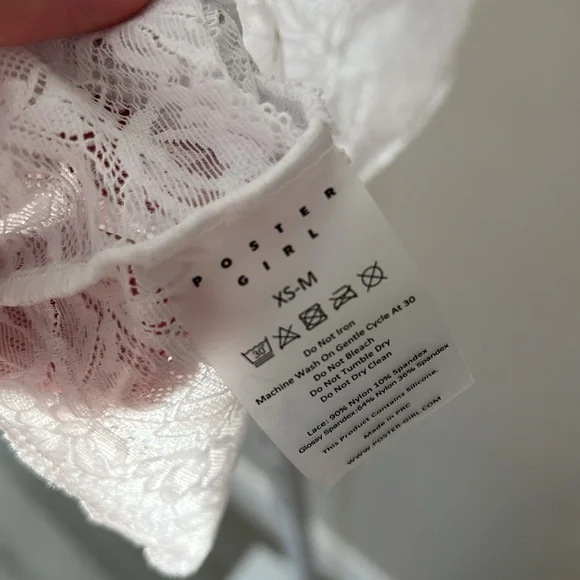 POSTER
GIRL
XS-M
30
Do Not Iron
Machine Wash On Gentle Cycle At 30
Do Not Bleach
Do Not Tumble Dry
Do Not Dry Clean
Lace: 90% Nylon 10% Spandex
Glossy Spandex:64% Nylon 36% Spandex
This Product Contains silicone.
Made in PRC
WWW.POSTER-GIRL.COM